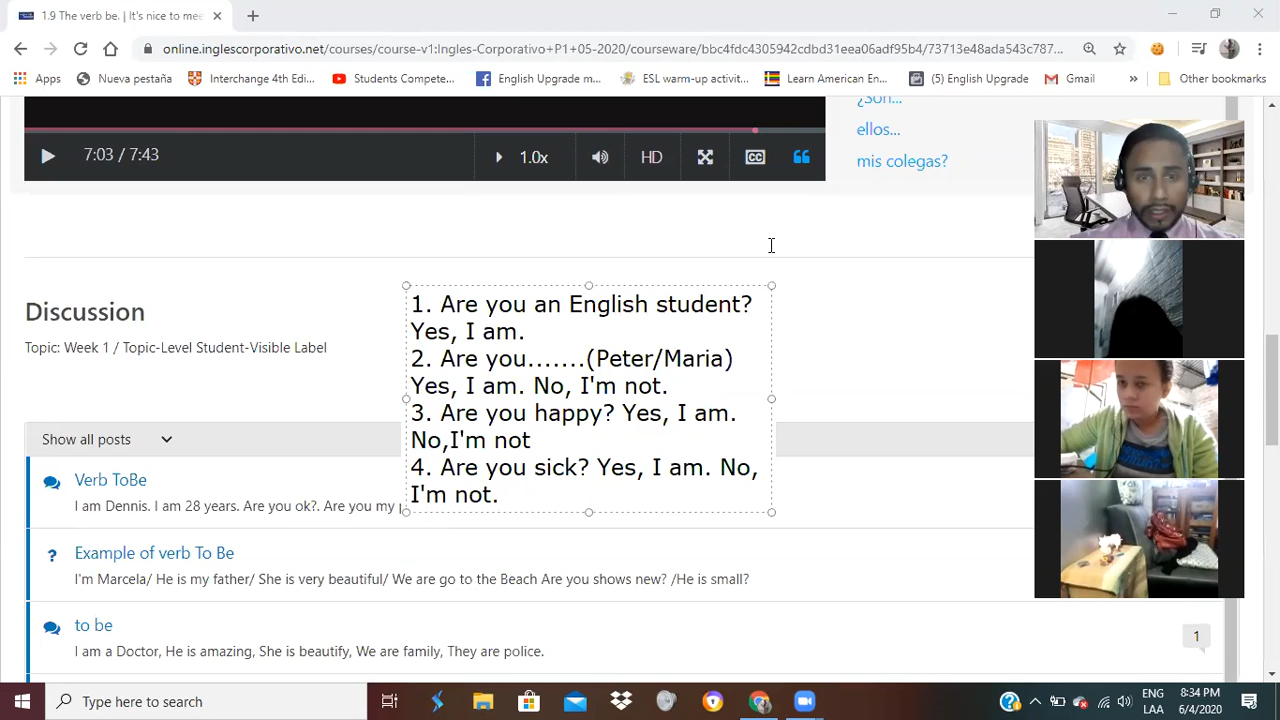 1.9 The verb be. | It's nice to mee
online.inglescorporativo.net/courses/course-v1:Ingles-Corporativo+P1+05-2020/courseware/bbc4fdc4305942cdbd31eea06adf95b4/73713e48ada543c787...
Apps Nueva pestaña Interchange 4th Edi... Students Compete... English Upgrade m... ESL warm-up activit... Learn American En... (5) English Upgrade Gmail » Other bookmarks
¿Son...
ellos...
mis colegas?
7:03 / 7:43 1.0x HD CC
Discussion
Topic: Week 1 / Topic-Level Student-Visible Label
1. Are you an English student?
Yes, I am.
2. Are you.......(Peter/Maria)
Yes, I am. No, I'm not.
3. Are you happy? Yes, I am.
No,I'm not
4. Are you sick? Yes, I am. No,
I'm not.
Show all posts
Verb ToBe
I am Dennis. I am 28 years. Are you ok?. Are you my
Example of verb To Be
I'm Marcela/ He is my father/ She is very beautiful/ We are go to the Beach Are you shows new? /He is small?
to be
1
I am a Doctor, He is amazing, She is beautify, We are family, They are police.
Type here to search
ENG
LAA
8:34 PM
6/4/2020